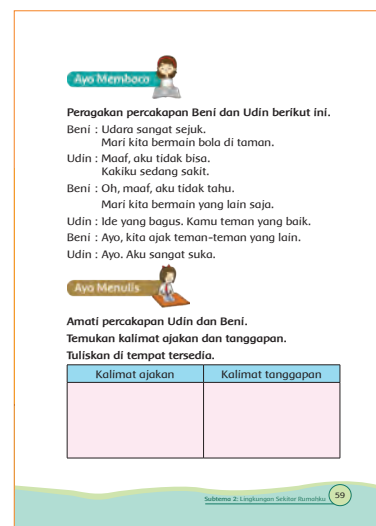 Ayo Membaca
Peragakan percakapan Beni dan Udin berikut ini.
Beni : Udara sangat sejuk.
Mari kita bermain bola di taman.
Udin : Maaf, aku tidak bisa.
Kakiku sedang sakit.
Beni : Oh, maaf, aku tidak tahu.
Mari kita bermain yang lain saja.
Udin : Ide yang bagus. Kamu teman yang baik.
Beni : Ayo, kita ajak teman-teman yang lain.
Udin : Ayo. Aku sangat suka.
Ayo Menulis
Amati percakapan Udin dan Beni.
Temukan kalimat ajakan dan tanggapan.
Tuliskan di tempat tersedia.
Kalimat ajakan Kalimat tanggapan
Subtema 2: Lingkungan Sekitar Rumahku 59